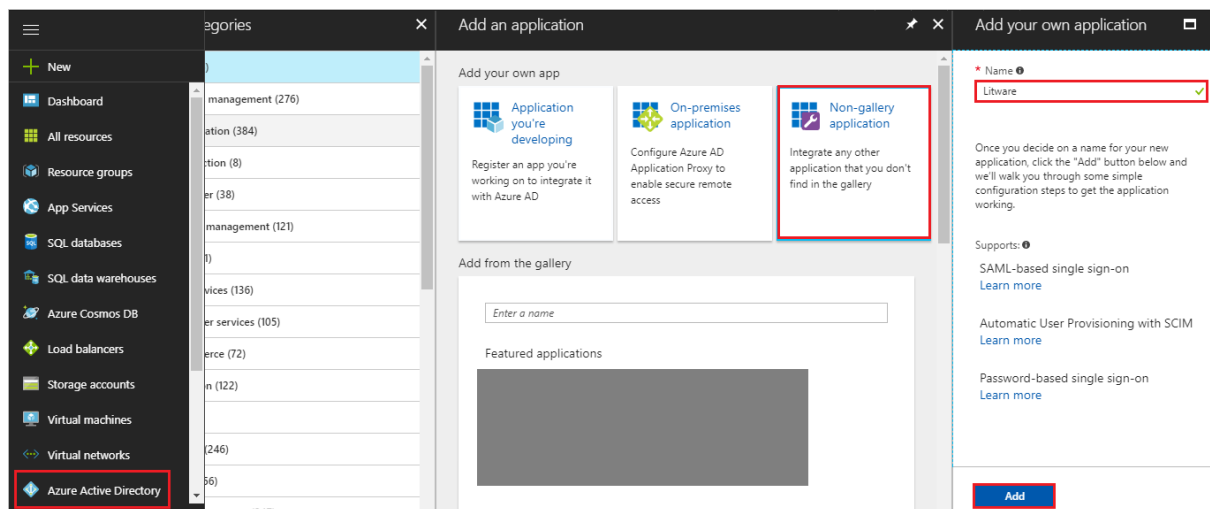 New
Dashboard
All resources
Resource groups
App Services
SQL databases
SQL data warehouses
Azure Cosmos DB
Load balancers
Storage accounts
Virtual machines
Virtual networks
Azure Active Directory
egories
)
management (276)
ation (384)
ction (8)
er (38)
management (121)
1)
vices (136)
er services (105)
erce (72)
n (122)
(246)
66)
Add an application
Add your own app
Application
you're
developing
Register an app you're
working on to integrate it
with Azure AD
On-premises
application
Configure Azure AD
Application Proxy to
enable secure remote
access
Non-gallery
application
Integrate any other
application that you don't
find in the gallery
Add from the gallery
Enter a name
Featured applications
Add your own application
* Name
Litware
Once you decide on a name for your new
application, click the "Add" button below and
we'll walk you through some simple
configuration steps to get the application
working.
Supports:
SAML-based single sign-on
Learn more
Automatic User Provisioning with SCIM
Learn more
Password-based single sign-on
Learn more
Add